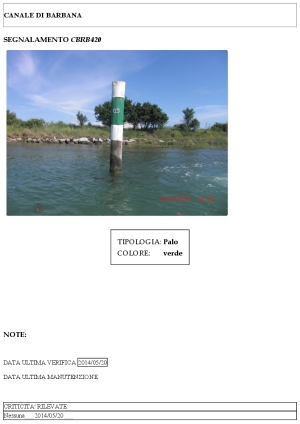 CANALE DI BARBANA
SEGNALAMENTO CBRB420
TIPOLOGIA: Palo
COLORE: verde
NOTE:
DATA ULTIMA VERIFICA 2014/05/20
DATA ULTIMA MANUTENZIONE
CRITICITA' RILEVATE
Nessuna 2014/05/20